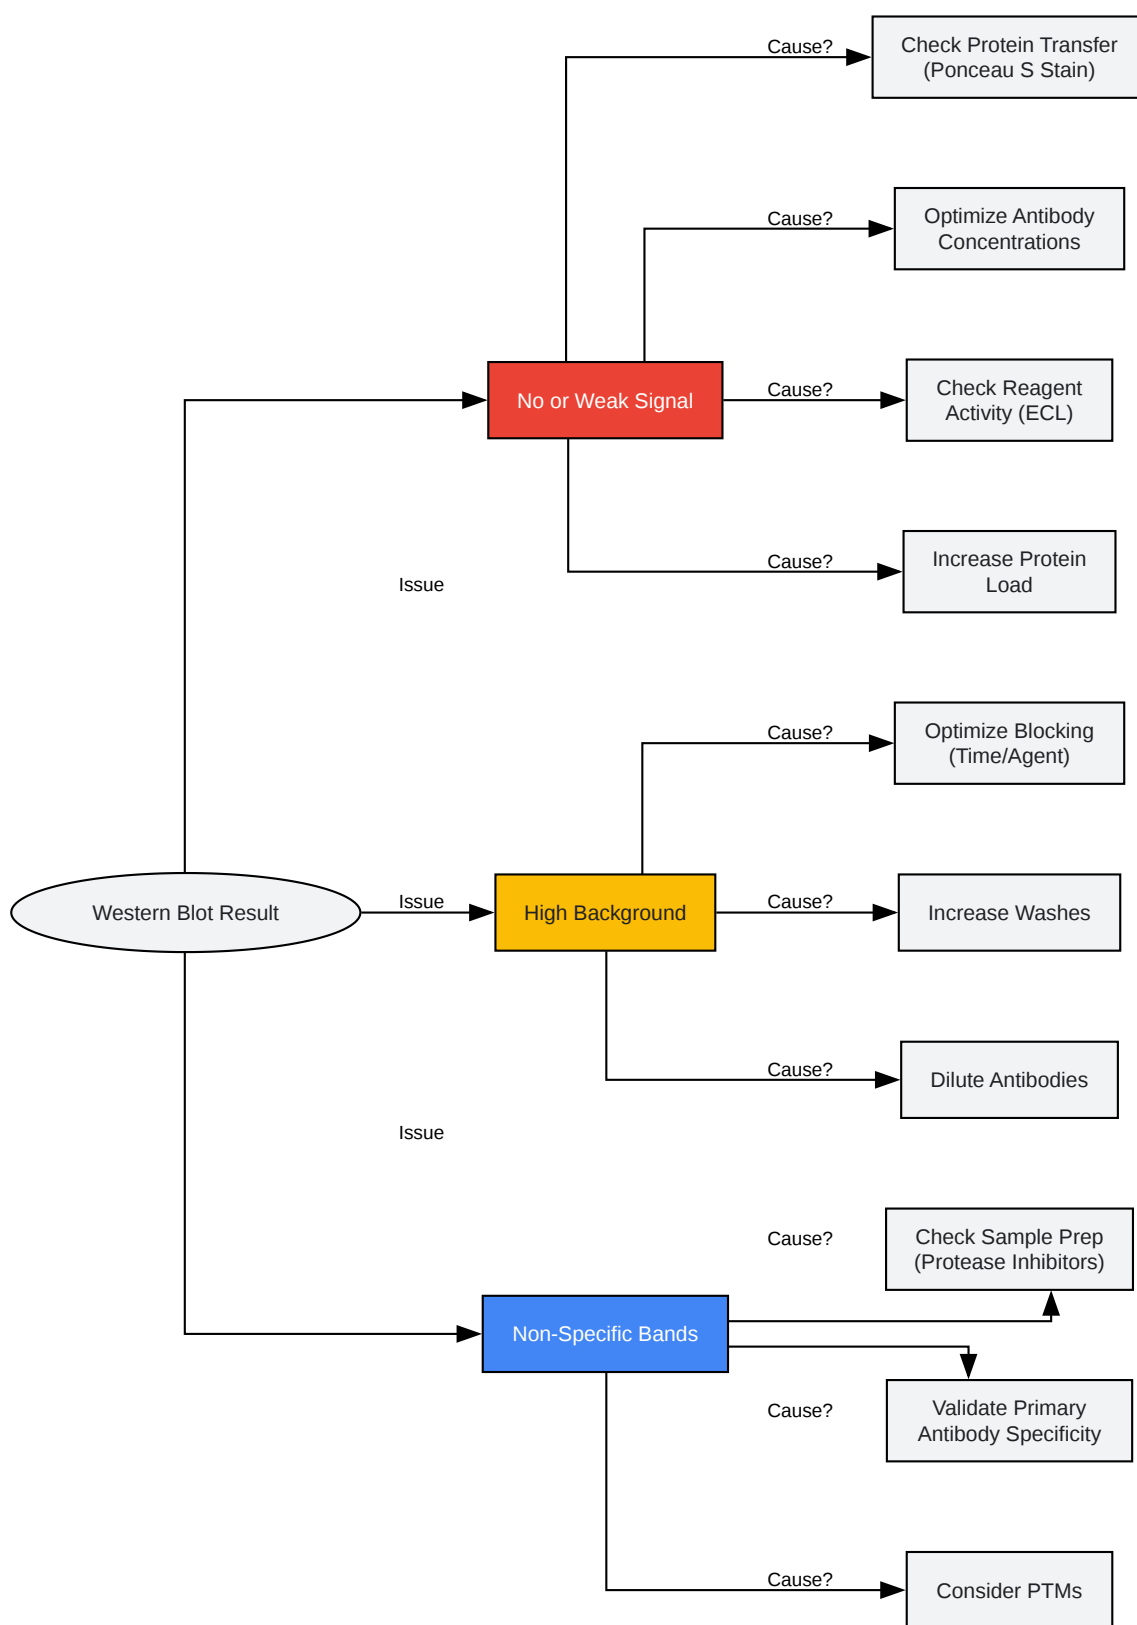 Cause?
Check Protein Transfer
(Ponceau S Stain)
Cause?
Optimize Antibody
Concentrations
No or Weak Signal
Cause?
Check Reagent
Activity (ECL)
Cause?
Increase Protein
Load
Issue
Cause?
Optimize Blocking
(Time/Agent)
Western Blot Result
Issue
High Background
Cause?
Increase Washes
Cause?
Dilute Antibodies
Issue
Cause?
Check Sample Prep
(Protease Inhibitors)
Non-Specific Bands
Cause?
Validate Primary
Antibody Specificity
Cause?
Consider PTMs